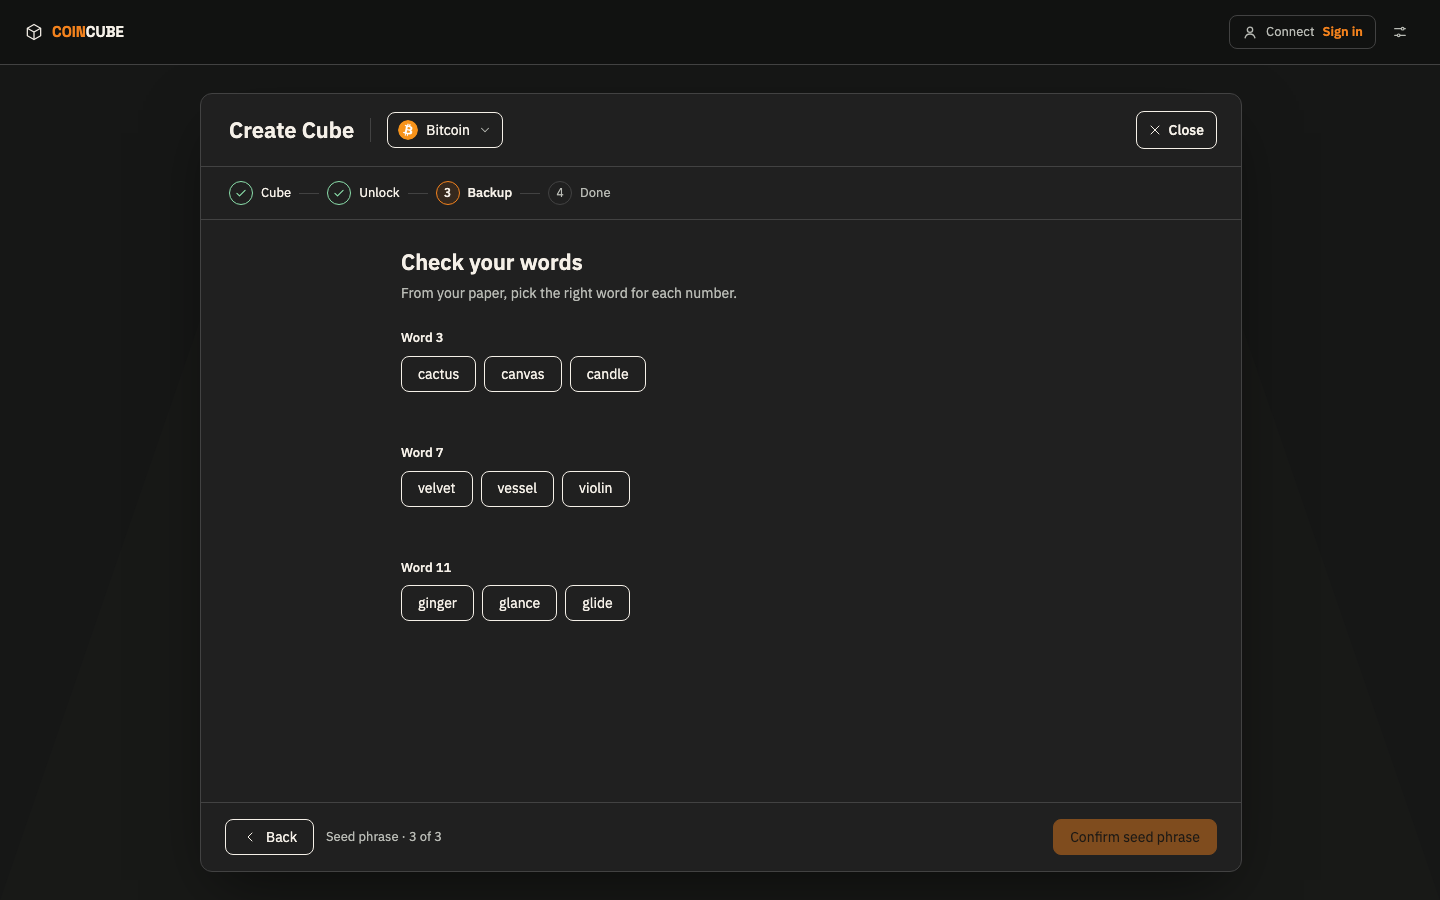 COINCUBE
Connect Sign in
Create Cube
Bitcoin
Close
Cube
Unlock
3 Backup
4 Done
Check your words
From your paper, pick the right word for each number.
Word 3
cactus canvas candle
Word 7
velvet vessel violin
Word 11
ginger glance glide
Back
Seed phrase · 3 of 3
Confirm seed phrase